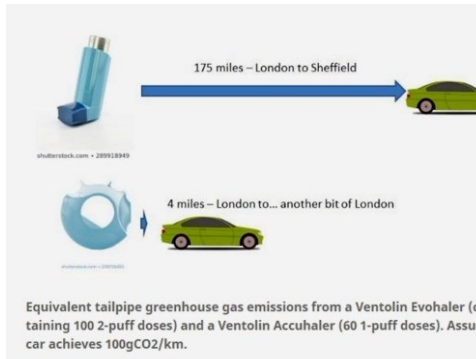 175 miles – London to Sheffield
shutterstock.com • 289918949
4 miles – London to... another bit of London
Equivalent tailpipe greenhouse gas emissions from a Ventolin Evohaler (
taining 100 2-puff doses) and a Ventolin Accuhaler (60 1-puff doses). Assu
car achieves 100gCO2/km.